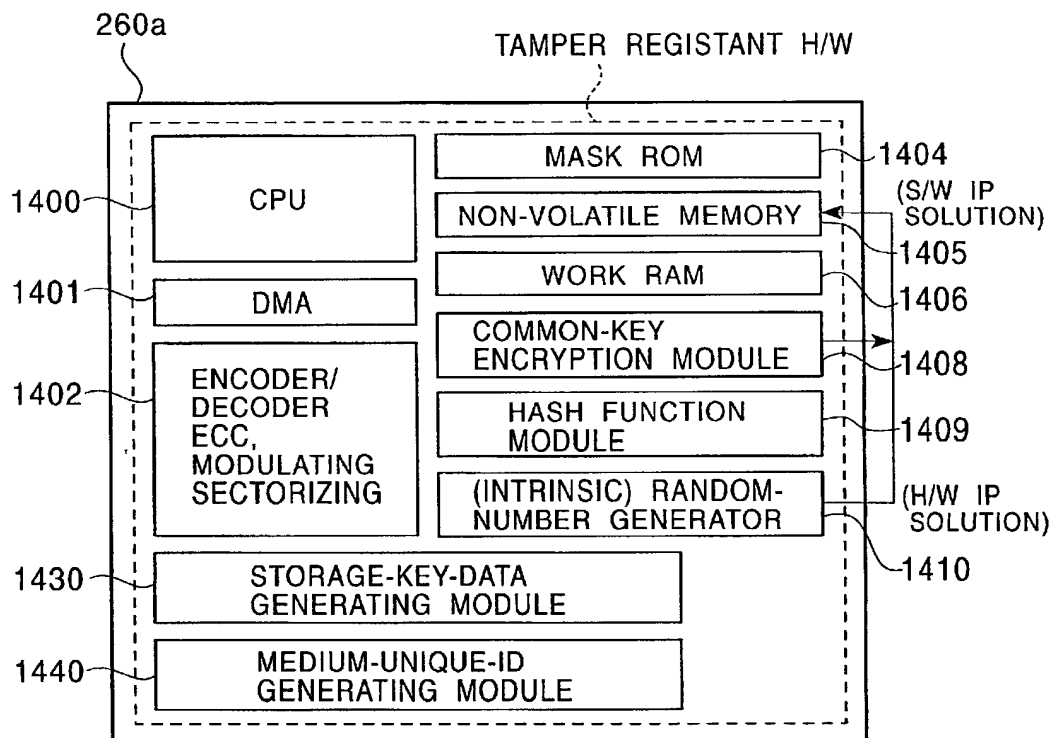 260a
TAMPER REGISTANT H/W
1400
CPU
MASK ROM
1404
(S/W IP
SOLUTION)
NON-VOLATILE MEMORY
1405
1401
DMA
WORK RAM
1406
COMMON-KEY
ENCRYPTION MODULE
1408
1402
ENCODER/
DECODER
ECC,
MODULATING
SECTORIZING
HASH FUNCTION
MODULE
1409
(INTRINSIC) RANDOM-
NUMBER GENERATOR
(H/W IP
SOLUTION)
1410
1430
STORAGE-KEY-DATA
GENERATING MODULE
1440
MEDIUM-UNIQUE-ID
GENERATING MODULE